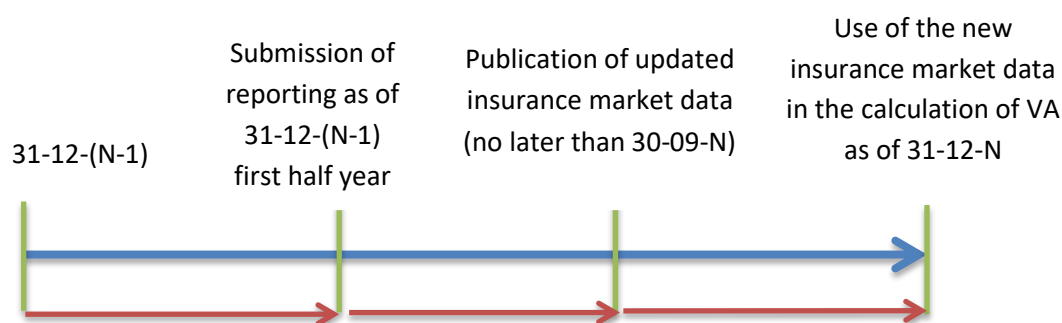 31-12-(N-1)
Submission of
reporting as of
31-12-(N-1)
first half year
Publication of updated
insurance market data
(no later than 30-09-N)
Use of the new
insurance market data
in the calculation of VA
as of 31-12-N